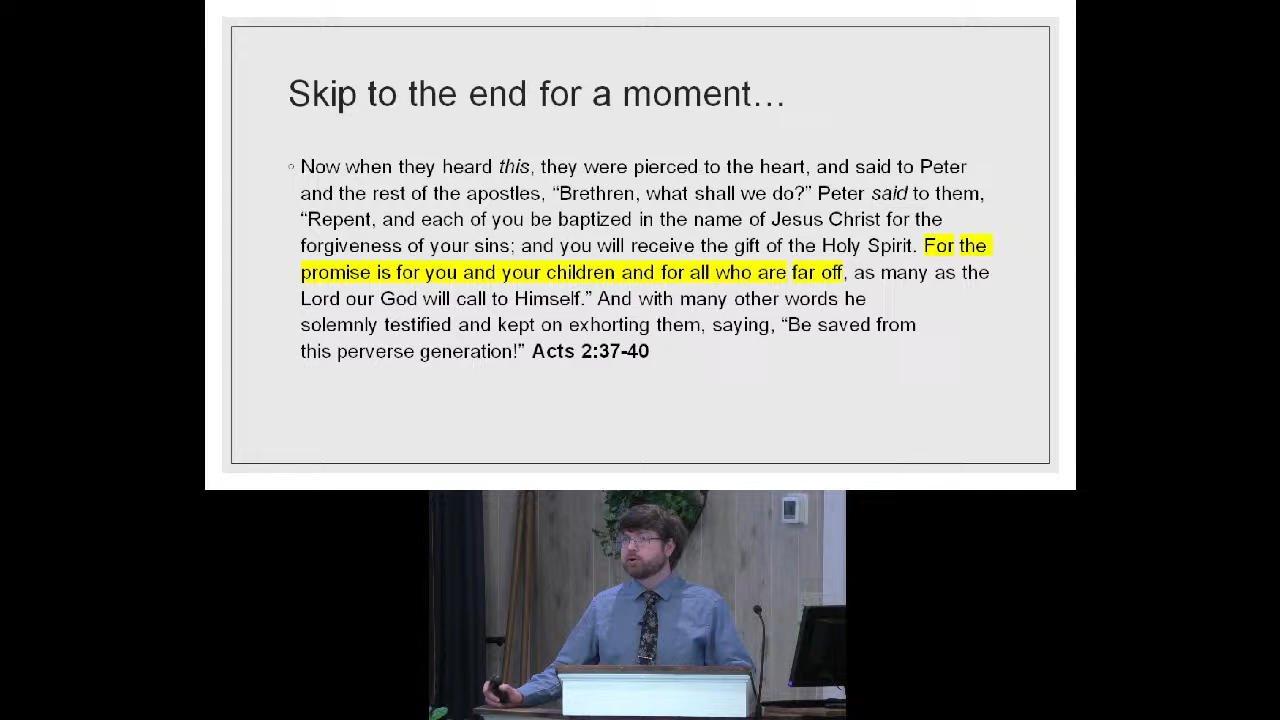 Skip to the end for a moment…
◦ Now when they heard this, they were pierced to the heart, and said to Peter
and the rest of the apostles, “Brethren, what shall we do?” Peter said to them,
“Repent, and each of you be baptized in the name of Jesus Christ for the
forgiveness of your sins; and you will receive the gift of the Holy Spirit. For the
promise is for you and your children and for all who are far off, as many as the
Lord our God will call to Himself.” And with many other words he
solemnly testified and kept on exhorting them, saying, “Be saved from
this perverse generation!” Acts 2:37-40